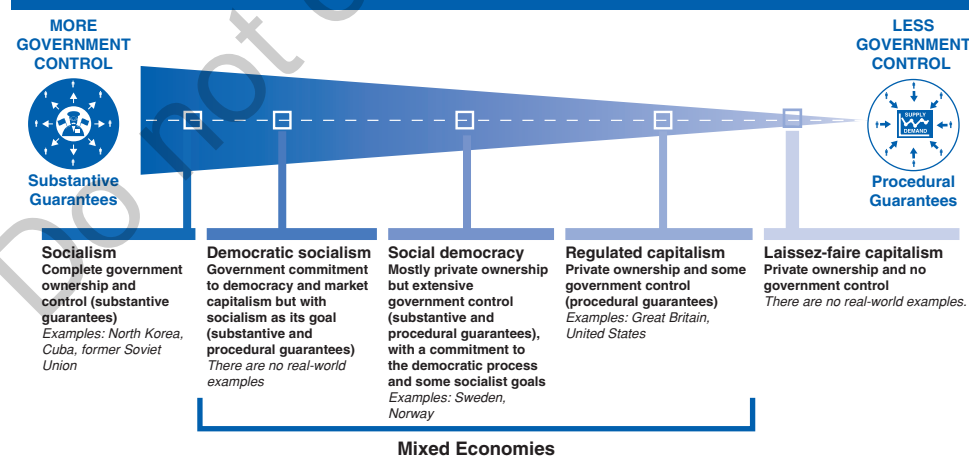 MORE
GOVERNMENT
CONTROL
LESS
GOVERNMENT
CONTROL
SUPPLY
DEMAND
Substantive
Guarantees
Procedural
Guarantees
Socialism
Complete government
ownership and
control (substantive
guarantees)
Examples: North Korea,
Cuba, former Soviet
Union
Democratic socialism
Government commitment
to democracy and market
capitalism but with
socialism as its goal
(substantive and
procedural guarantees)
There are no real-world
examples
Social democracy
Mostly private ownership
but extensive
government control
(substantive and
procedural guarantees),
with a commitment to
the democratic process
and some socialist goals
Examples: Sweden,
Norway
Regulated capitalism
Private ownership and some
government control
(procedural guarantees)
Examples: Great Britain,
United States
Laissez-faire capitalism
Private ownership and no
government control
There are no real-world examples.
Mixed Economies
Do not